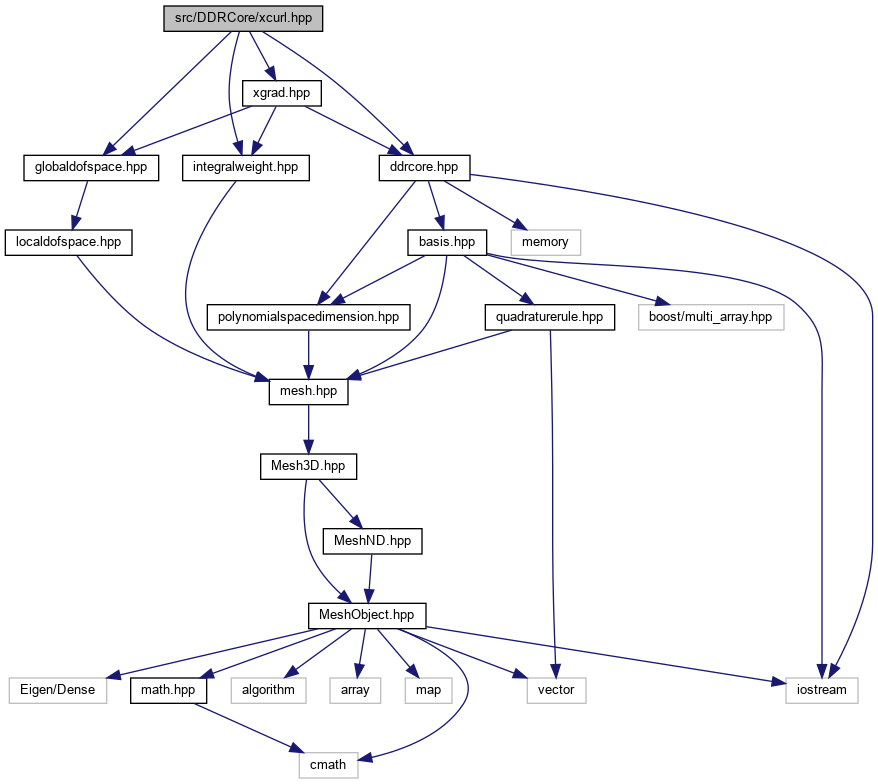 src/DDRCore/xcurl.hpp
xgrad.hpp
globaldofspace.hpp
integralweight.hpp
ddrcore.hpp
localdofspace.hpp
basis.hpp
memory
polynomialspacedimension.hpp
quadraturerule.hpp
boost/multi_array.hpp
mesh.hpp
Mesh3D.hpp
MeshND.hpp
MeshObject.hpp
Eigen/Dense
math.hpp
algorithm
array
map
vector
iostream
cmath